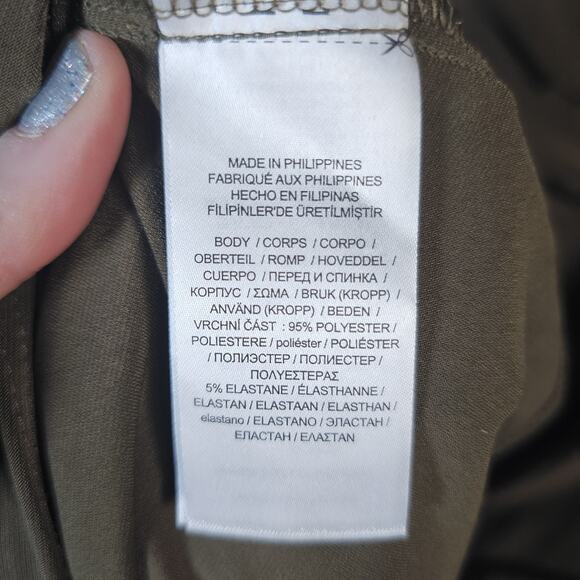 MADE IN PHILIPPINES
FABRIQUÉ AUX PHILIPPINES
HECHO EN FILIPINAS
FİLİPİNLER'DE ÜRETİLMİŞTİR
BODY / CORPS / CORPO /
OBERTEIL / ROMP / HOVEDDEL /
CUERPO / ПЕРЕД И СПИНКА /
КОРПУС / ΣΩΜΑ / BRUK (KROPP) /
ANVÄND (KROPP) / BEDEN /
VRCHNÍ ČÁST : 95% POLYESTER /
POLIESTERE / poliéster / POLIÉSTER
/ ПОЛИЭСТЕР / ПОЛИЕСТЕР /
ΠΟΛΥΕΣΤΕΡΑΣ
5% ELASTANE / ÉLASTHANNE /
ELASTAN / ELASTAAN / ELASTHAN /
elastano / ELASTANO / ЭЛАСТАН /
ЕЛАСТАН / ΕΛΑΣΤΑΝ